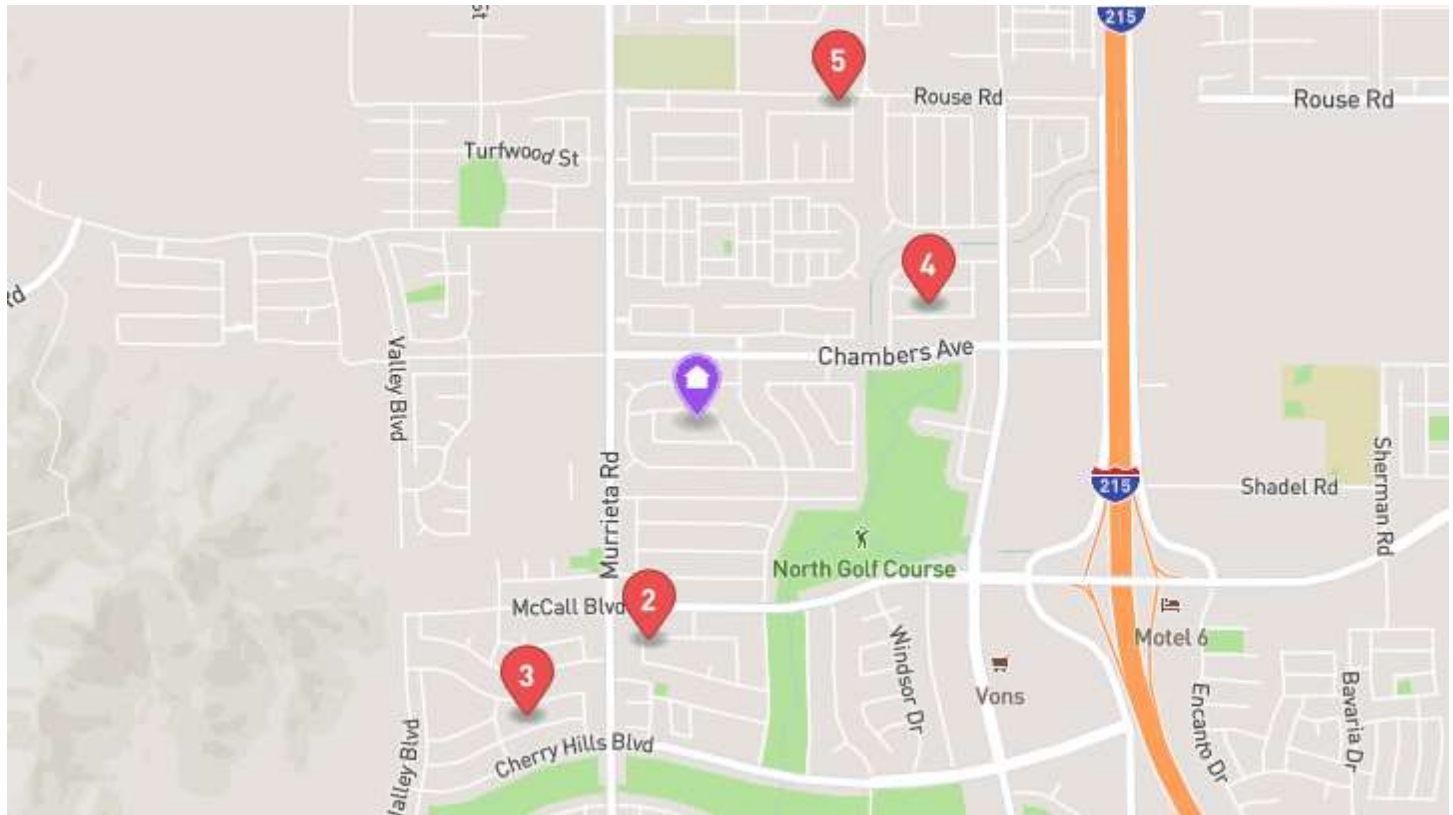 St
215
5
Rouse Rd
Rouse Rd
Turfwood St
4
Rd
Chambers Ave
Valley Blvd
Murrieta Rd
Sherman Rd
215
Shadel Rd
North Golf Course
McCall Blvd
2
Motel 6
Windsor Dr
3
Vons
Encanto Dr
Bavaria Dr
Cherry Hills Blvd
Valley Blvd